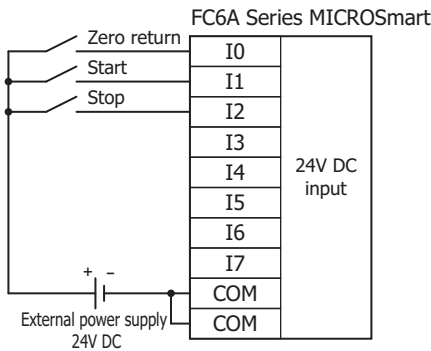 FC6A Series MICROSmart
Zero return
I0
Start
I1
Stop
I2
I3
I4
24V DC
input
I5
I6
I7
+ −
COM
External power supply
24V DC
COM